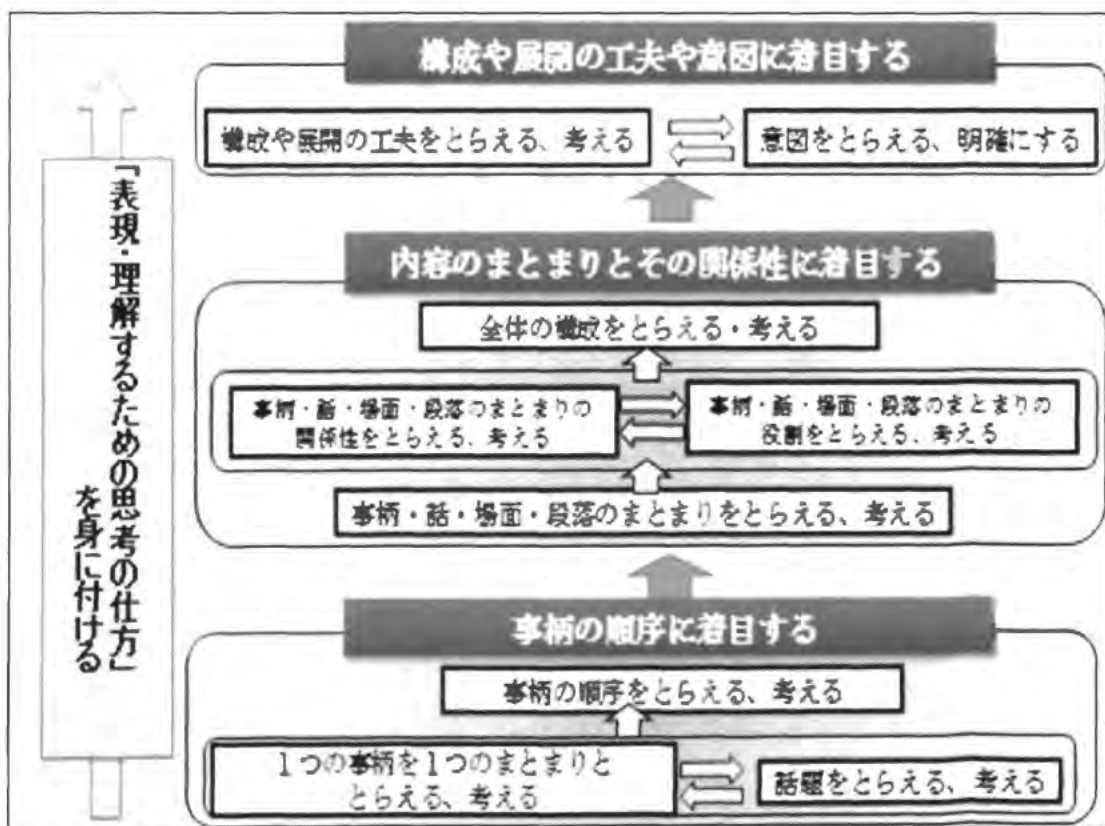 構成や展開の工夫や意図に着目する
構成や展開の工夫をとらえる、考える
意図をとらえる、明確にする
内容のまとまりとその関係性に着目する
全体の構成をとらえる・考える
事柄・話・場面・段落のまとまりの
関係性をとらえる、考える
事柄・話・場面・段落のまとまりの
役割をとらえる、考える
事柄・話・場面・段落のまとまりをとらえる、考える
事柄の順序に着目する
事柄の順序をとらえる、考える
1つの事柄を1つのまとまりと
とらえる、考える
話題をとらえる、考える
「表現・理解するための思考の仕方」
を身に付ける